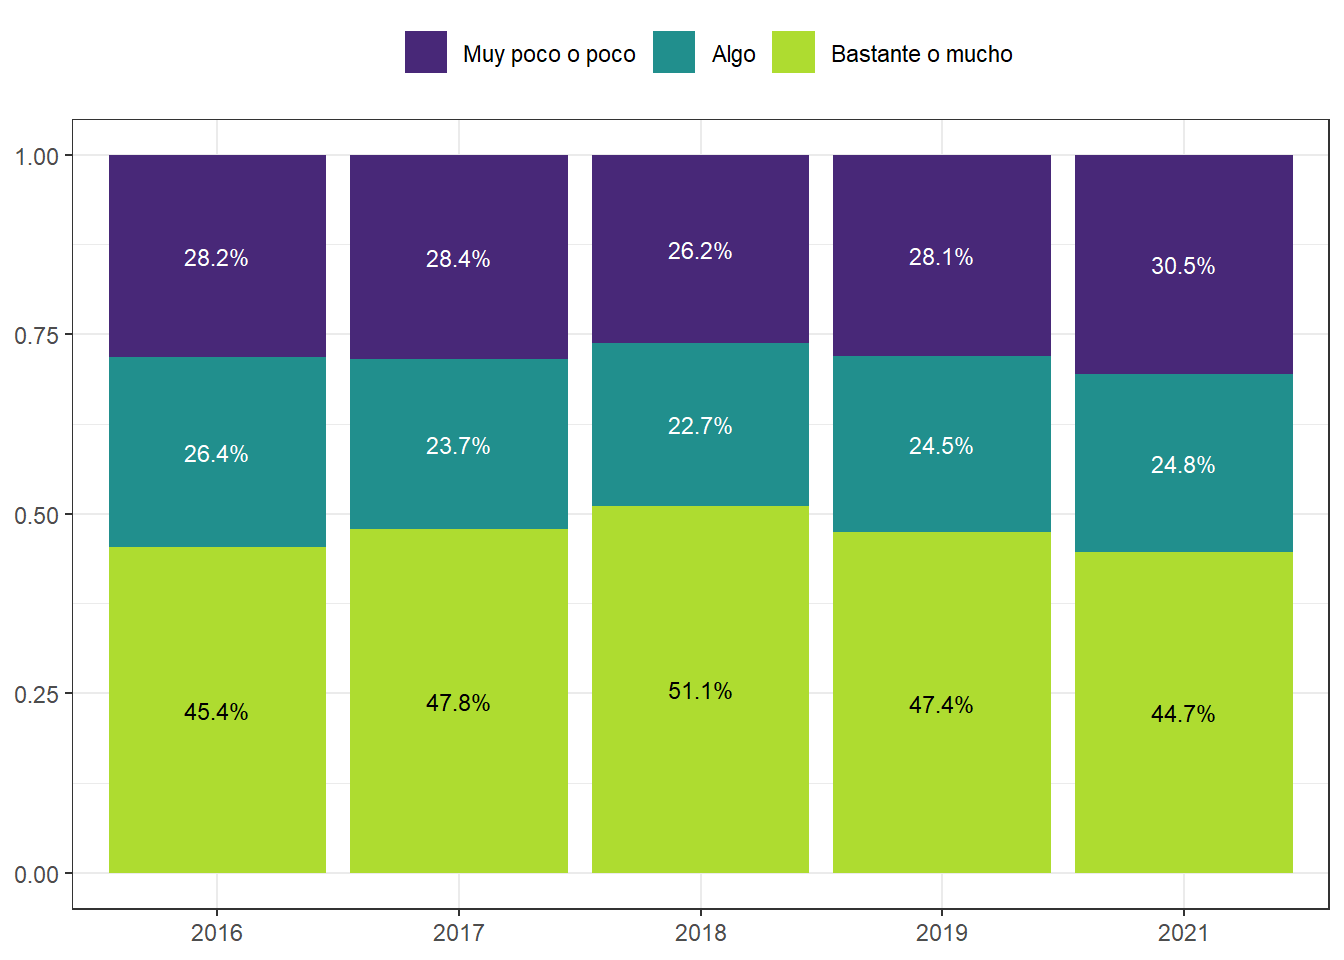 Muy poco o poco Algo Bastante o mucho
1.00
28.2% 28.4% 26.2% 28.1% 30.5%
0.75
26.4% 23.7% 22.7% 24.5% 24.8%
0.50
45.4% 47.8% 51.1% 47.4% 44.7%
0.25
0.00
2016 2017 2018 2019 2021